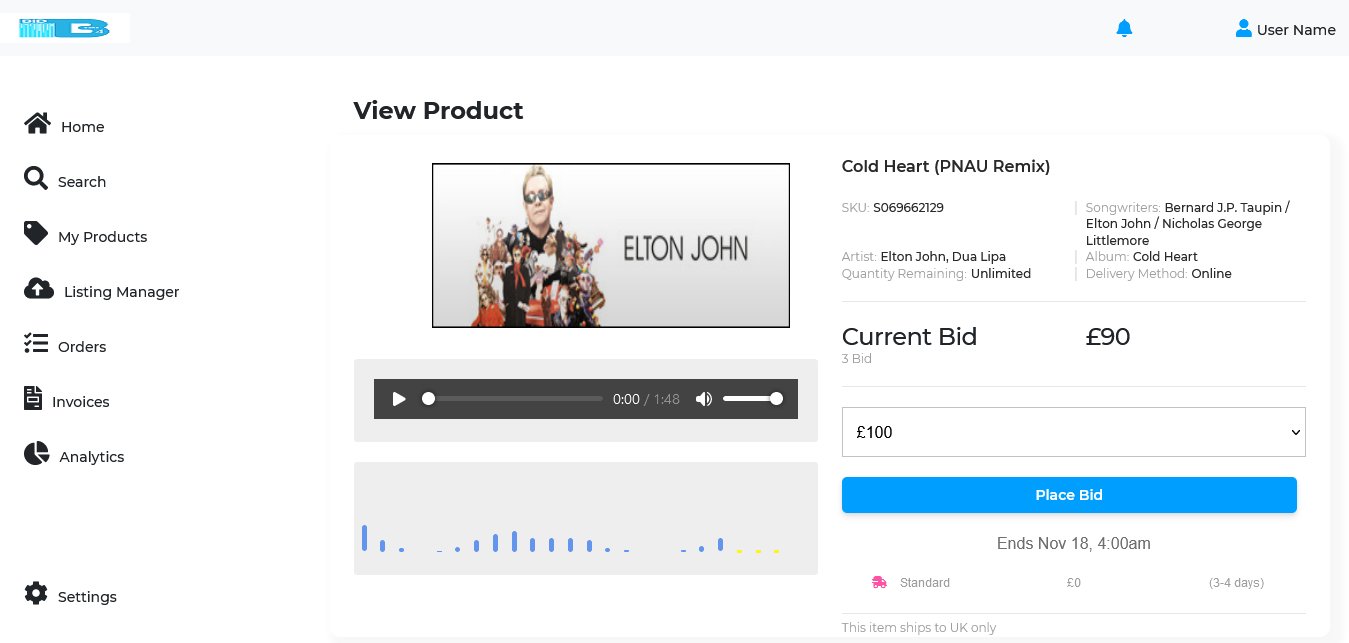 User Name
Home
Search
My Products
Listing Manager
Orders
Invoices
Analytics
Settings
View Product
ELTON JOHN
0:00 / 1:48
Cold Heart (PNAU Remix)
SKU: S069662129
Songwriters: Bernard J.P. Taupin /
Elton John / Nicholas George
Littlemore
Artist: Elton John, Dua Lipa
Album: Cold Heart
Quantity Remaining: Unlimited
Delivery Method: Online
Current Bid £90
3 Bid
£100
Place Bid
Ends Nov 18, 4:00am
Standard £0 (3-4 days)
This item ships to UK only